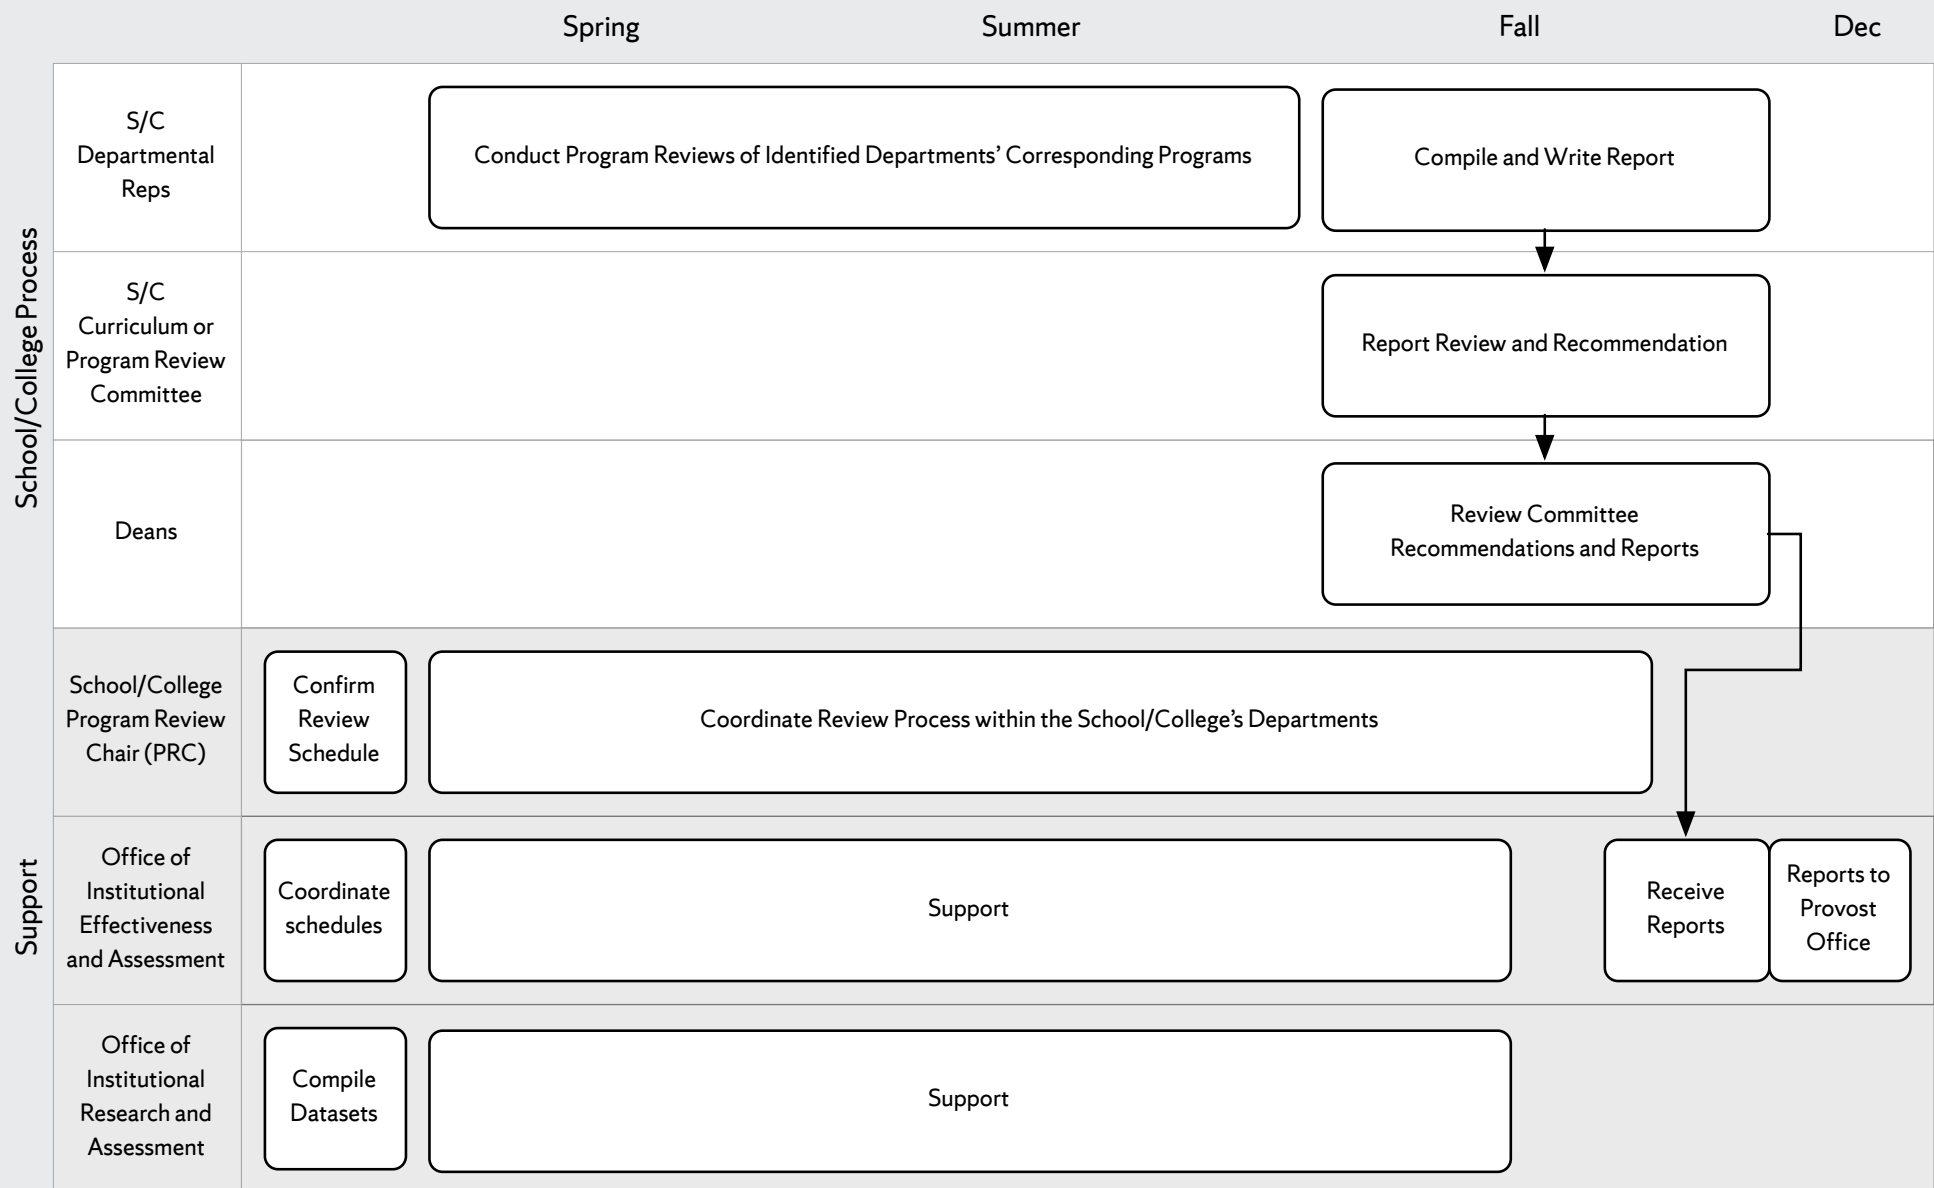 Spring
Summer
Fall
Dec
School/College Process
S/C
Departmental
Reps
Conduct Program Reviews of Identified Departments’ Corresponding Programs
Compile and Write Report
S/C
Curriculum or
Program Review
Committee
Report Review and Recommendation
Deans
Review Committee
Recommendations and Reports
Support
School/College
Program Review
Chair (PRC)
Confirm
Review
Schedule
Coordinate Review Process within the School/College’s Departments
Office of
Institutional
Effectiveness
and Assessment
Coordinate
schedules
Support
Receive
Reports
Reports to
Provost
Office
Office of
Institutional
Research and
Assessment
Compile
Datasets
Support